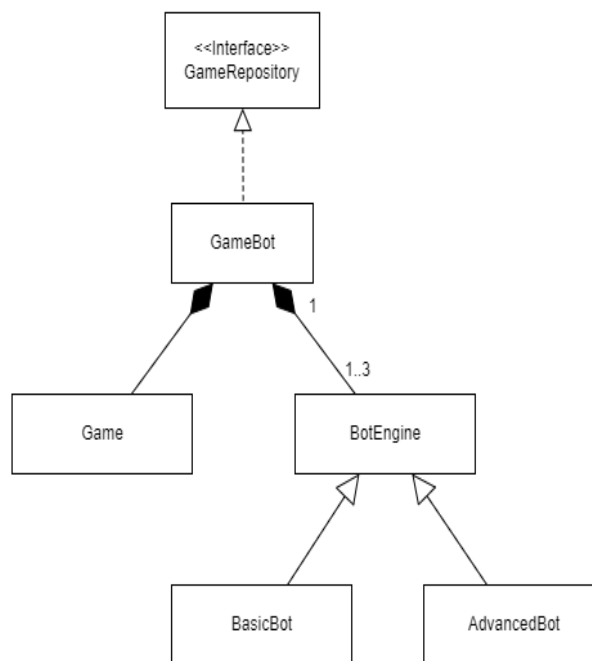 <<Interface>>
GameRepository
GameBot
1
1..3
Game
BotEngine
BasicBot
AdvancedBot